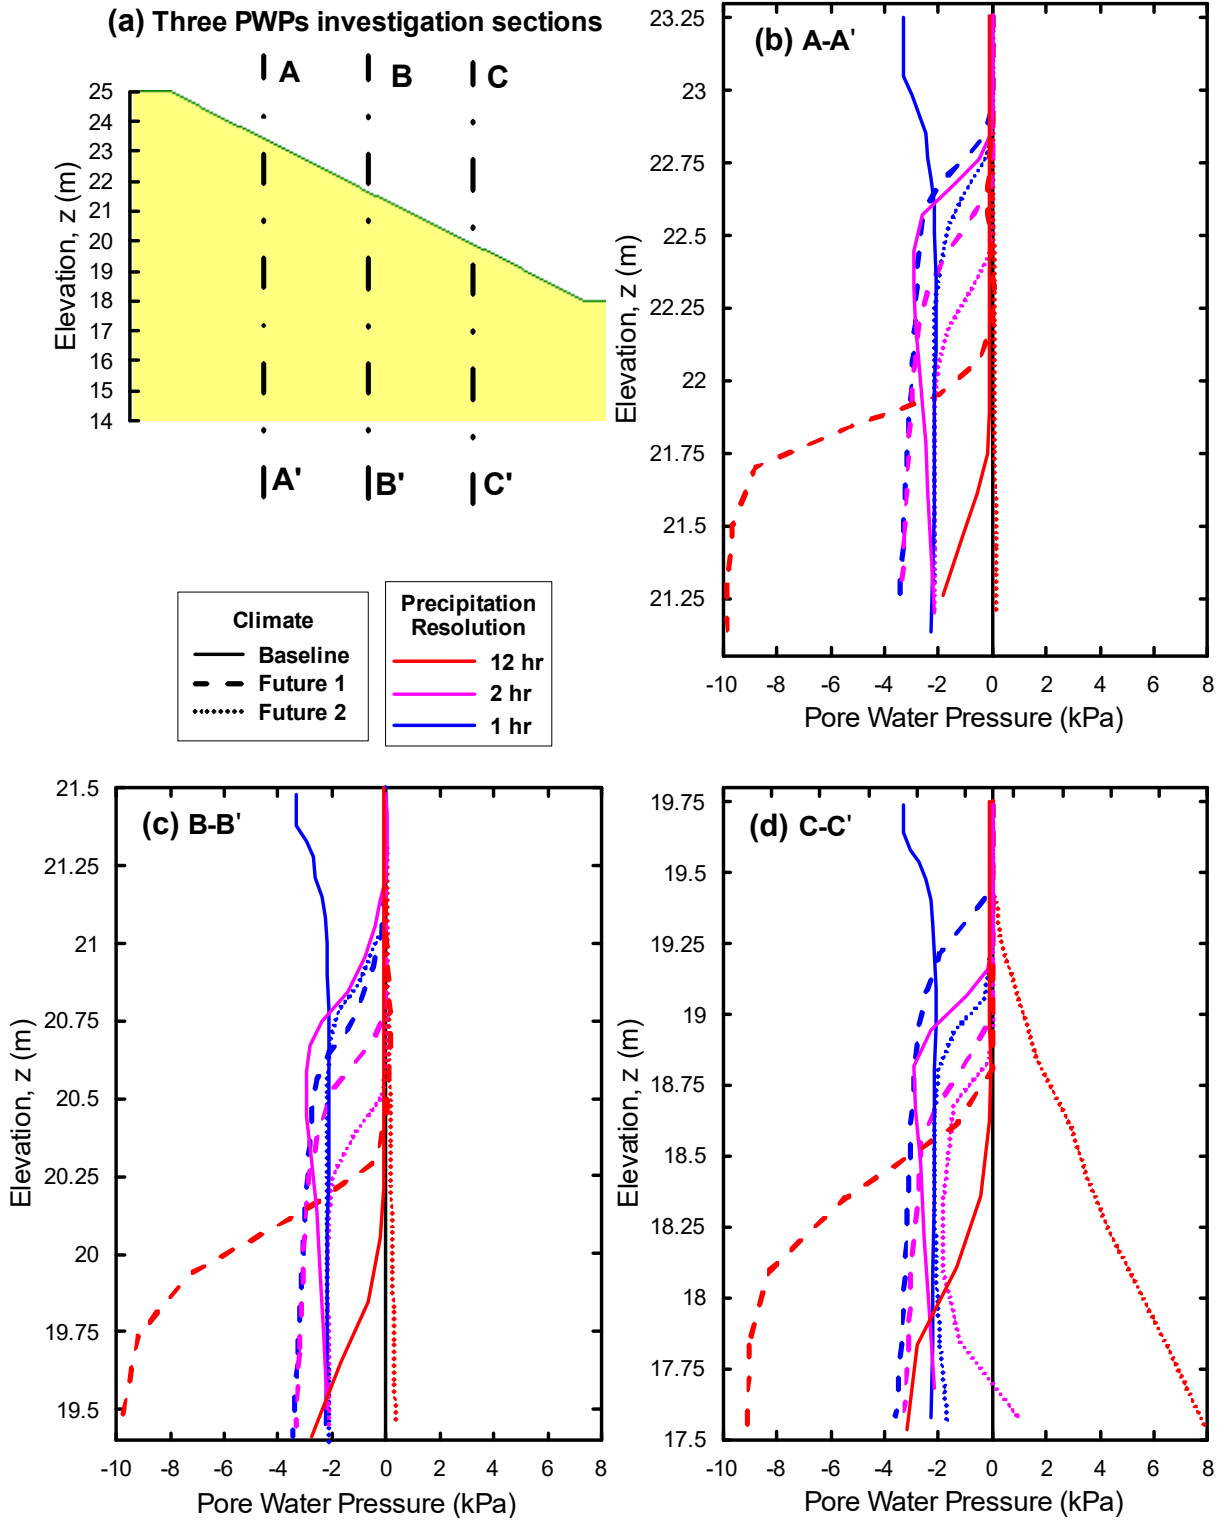 (a) Three PWPs investigation sections
A
B
C
25
24
23
22
21
20
19
18
17
16
15
14
Elevation, z (m)
A'
B'
C'
Climate
Baseline
Future 1
Future 2
Precipitation
Resolution
12 hr
2 hr
1 hr
(b) A-A'
23.25
23
22.75
22.5
22.25
22
21.75
21.5
21.25
Elevation, z (m)
-10 -8 -6 -4 -2 0 2 4 6 8
Pore Water Pressure (kPa)
(c) B-B'
21.5
21.25
21
20.75
20.5
20.25
20
19.75
19.5
Elevation, z (m)
-10 -8 -6 -4 -2 0 2 4 6 8
Pore Water Pressure (kPa)
(d) C-C'
19.75
19.5
19.25
19
18.75
18.5
18.25
18
17.75
17.5
Elevation, z (m)
-10 -8 -6 -4 -2 0 2 4 6 8
Pore Water Pressure (kPa)